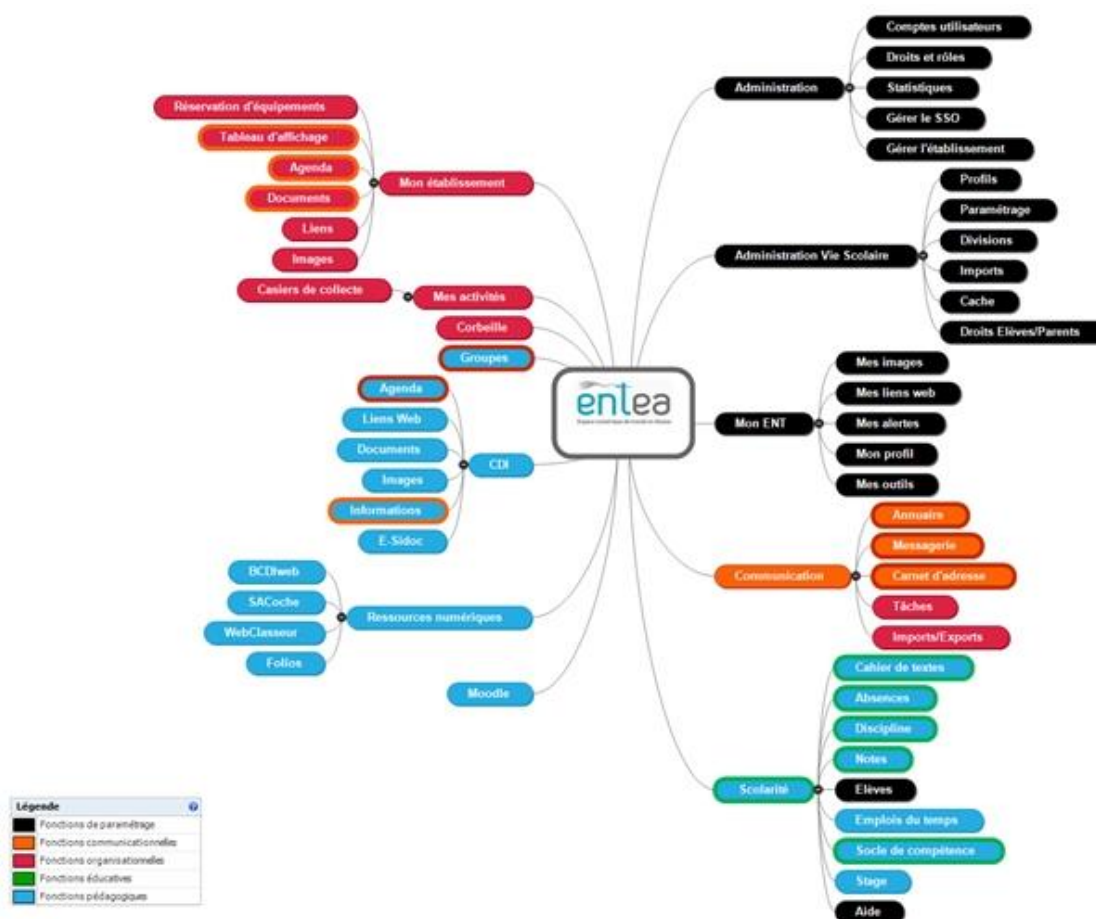 Comptes utilisateurs
Droits et rôles
Administration
Statistiques
Gérer le SSO
Gérer l'établissement
Réservation d'équipements
Tableau d'affichage
Agenda
Mon établissement
Documents
Liens
Images
Profils
Paramétrage
Administration Vie Scolaire
Divisions
Imports
Cache
Droits Elèves/Parents
Casiers de collecte
Mes activités
Corbeille
Groupes
entea
Mes images
Mes liens web
Mon ENT
Mes alertes
Mon profil
Mes outils
Agenda
Liens Web
Documents
CDI
Images
Informations
E-Sidoc
Annuaire
Messagerie
Communication
Carnet d'adresse
Tâches
Imports/Exports
BCDIweb
SACoche
Ressources numériques
WebClasseur
Folios
Moodle
Cahier de textes
Absences
Discipline
Notes
Scolarité
Elèves
Emplois du temps
Socle de compétence
Stage
Aide
Légende
Fonctions de paramétrage
Fonctions communicationnelles
Fonctions organisationnelles
Fonctions éducatives
Fonctions pédagogiques